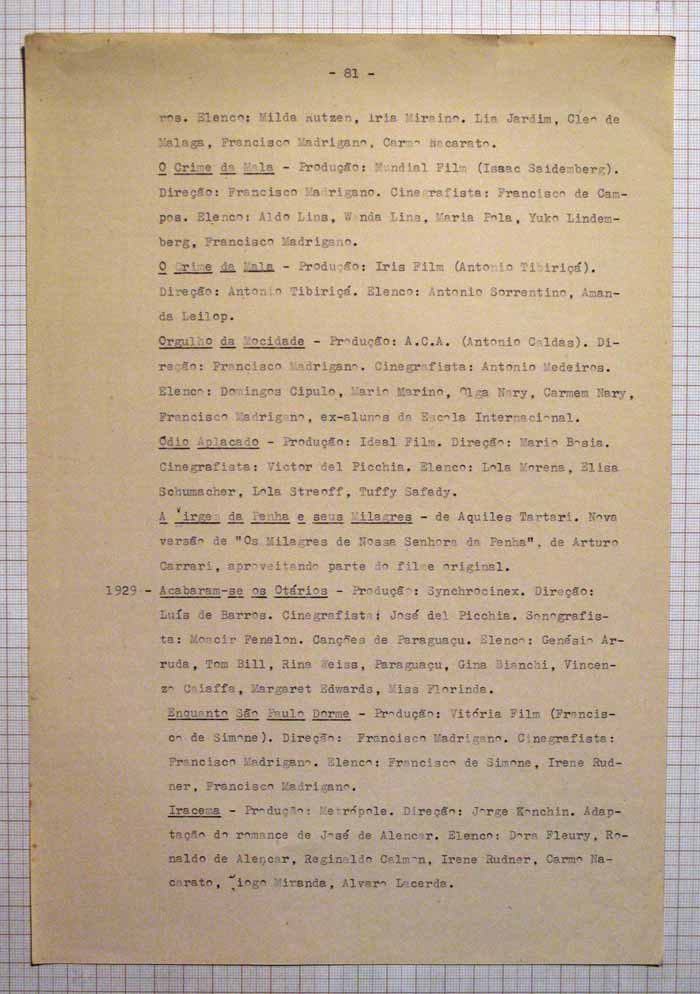 - 81 -
ros. Elenco: Milda Rutzen, Iria Miraino. Lia Jardim, Cleo de
Malaga, Francisco Madrigano, Carmo Nacarato.
O Crime da Mala - Produção: Mundial Film (Isaac Saidemberg).
Direção: Francisco Madrigano. Cinegrafista: Francisco de Cam-
pos. Elenco: Aldo Lins, Wanda Lins, Maria Pola, Yuko Lindem-
berg, Francisco Madrigano.
O Crime da Mala - Produção: Iris Film (Antonio Tibiriçá).
Direção: Antonio Tibiriçá. Elenco: Antonio Sorrentino, Aman-
da Leilop.
Orgulho da Mocidade - Produção: A.C.A. (Antonio Caldas). Di-
reção: Francisco Madrigano. Cinegrafista: Antonio Medeiros.
Elenco: Domingos Cipulo, Mario Marino, Olga Nary, Carmem Nary,
Francisco Madrigano, ex-alunos da Escola Internacional.
Odio Aplacado - Produção: Ideal Film. Direção: Mario Basia.
Cinegrafista: Victor del Picchia. Elenco: Lola Morena, Elisa
Schumacher, Lola Streoff, Tuffy Safady.
A Virgem da Penha e seus Milagres - de Aquiles Tartari. Nova
versão de "Os Milagres de Nossa Senhora da Penha", de Arturo
Carrari, aproveitando parte do filme original.
1929 - Acabaram-se os Otários - Produção: Synchrocinex. Direção:
Luís de Barros. Cinegrafista: José del Picchia. Sonografis-
ta: Moacir Fenelon. Canções de Paraguaçu. Elenco: Genésio Ar-
ruda, Tom Bill, Rina Weiss, Paraguaçu, Gina Bianchi, Vincen-
zo Caiaffa, Margaret Edwards, Miss Florinda.
Enquanto São Paulo Dorme - Produção: Vitória Film (Francis-
co de Simone). Direção: Francisco Madrigano. Cinegrafista:
Francisco Madrigano. Elenco: Francisco de Simone, Irene Rud-
ner, Francisco Madrigano.
Iracema - Produção: Metrópole. Direção: Jorge Konchin. Adap-
tação do romance de José de Alencar. Elenco: Dora Fleury, Ro-
naldo de Alencar, Reginaldo Calmon, Irene Rudner, Carmo Na-
carato, Diogo Miranda, Alvaro Lacerda.